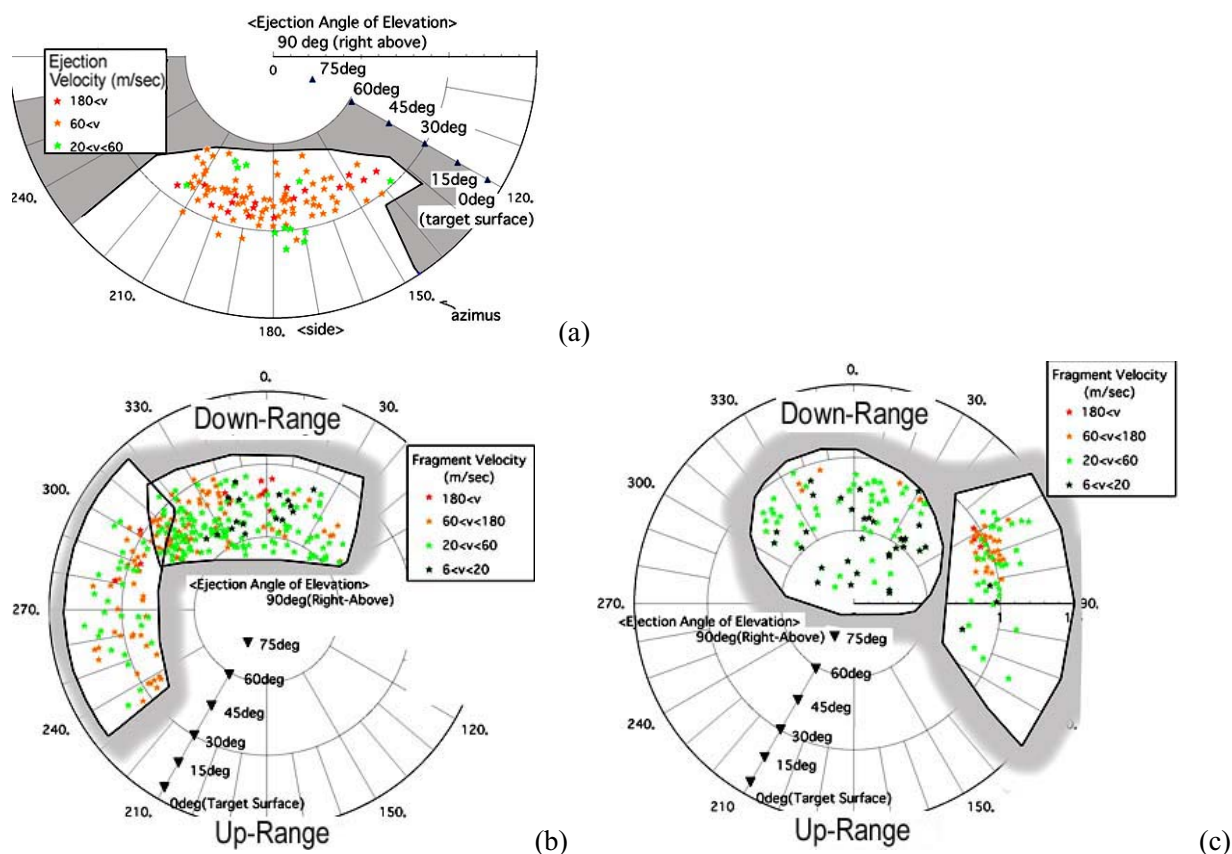 <Ejection Angle of Elevation>
90 deg (right above)
Ejection
Velocity (m/sec)
180<v
60<v
20<v<60
0
75deg
60deg
45deg
30deg
15deg
0deg
(target surface)
240.
120.
210.
150.
180.
<side>
azimus
(a)
0.
330.
Down-Range
30.
300.
Fragment Velocity
(m/sec)
180<v
60<v<180
20<v<60
6<v<20
<Ejection Angle of Elevation>
90deg(Right-Above)
270.
75deg
60deg
45deg
30deg
15deg
0deg(Target Surface)
240.
120.
210.
150.
Up-Range
(b)
0.
330.
Down-Range
30.
Fragment Velocity
(m/sec)
180<v
60<v<180
20<v<60
6<v<20
300.
270.
1
90.
<Ejection Angle of Elevation>
90deg(Right-Above)
75deg
60deg
45deg
30deg
15deg
0deg(Target Surface)
240.
210
150.
Up-Range
(c)